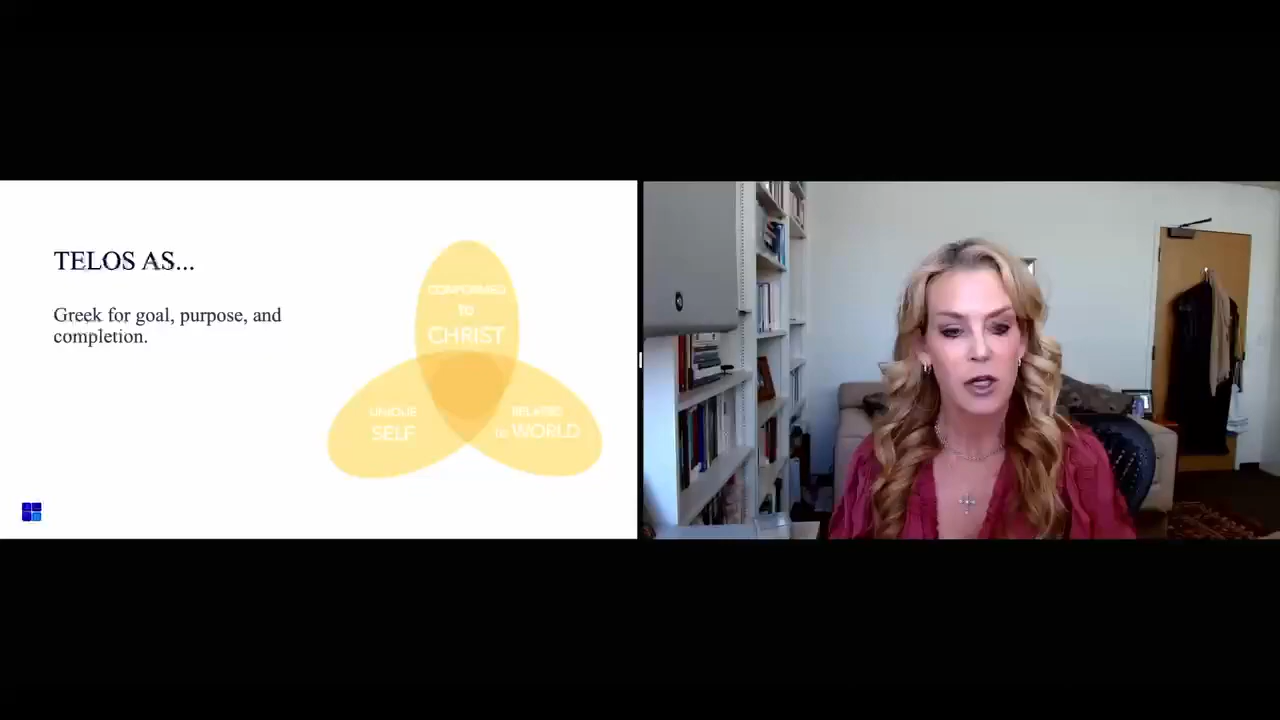 TELOS AS...
Greek for goal, purpose, and
completion.
CONFORMED
to
CHRIST
UNIQUE
SELF
RELATED
to WORLD